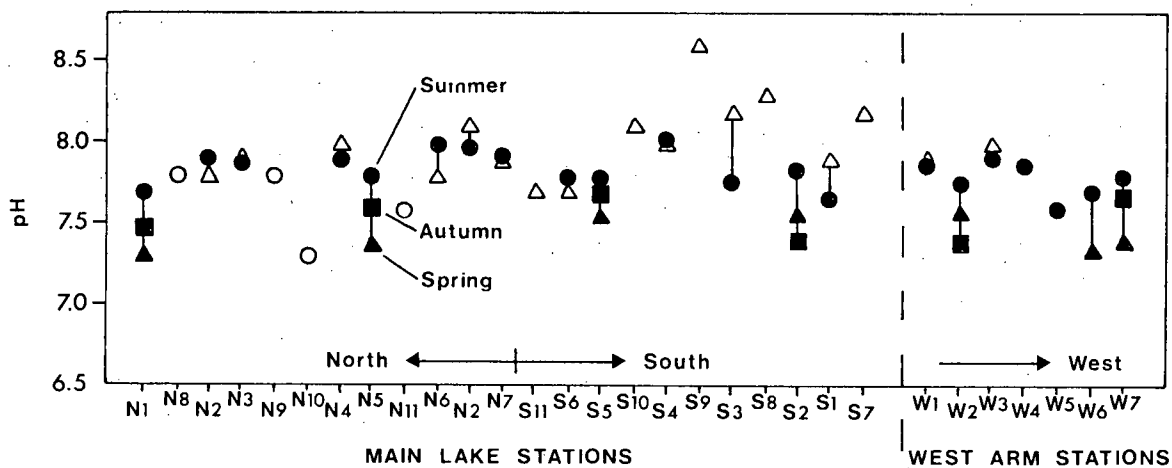 pH
8.5
8.0
7.5
7.0
6.5
Summer
Autumn
Spring
North South West
N1 N8 N2 N3 N9 N10 N4 N5 N11 N6 N2 N7 S11 S6 S5 S10 S4 S9 S3 S8 S2 S1 S7 W1 W2 W3 W4 W5 W6 W7
MAIN LAKE STATIONS WEST ARM STATIONS